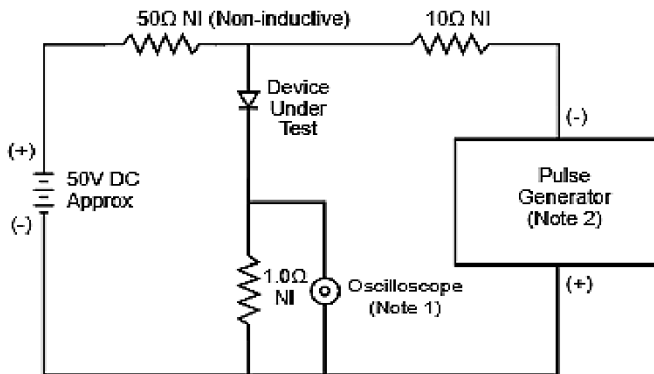 50Ω NI (Non-inductive)
10Ω NI
Device
Under
Test
(+)
50V DC
Approx
(-)
(-)
Pulse
Generator
(Note 2)
(+)
1.0Ω
NI
Oscilloscope
(Note 1)